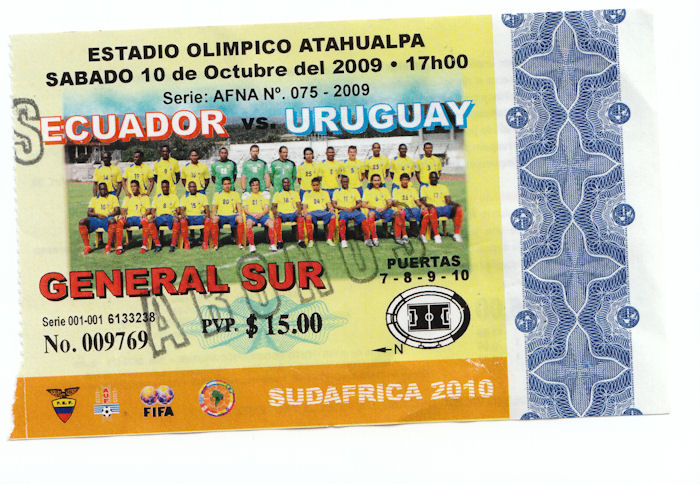 ESTADIO OLIMPICO ATAHUALPA
SABADO 10 de Octubre del 2009 • 17h00
Serie: AFNA Nº. 075 - 2009
ECUADOR vs URUGUAY
GENERAL SUR
PUERTAS
7 - 8 - 9 - 10
Serie 001-001 6133238
No. 009769
PVP. $ 15.00
N
F.E.F.
AUF
FIFA
SUDAFRICA 2010